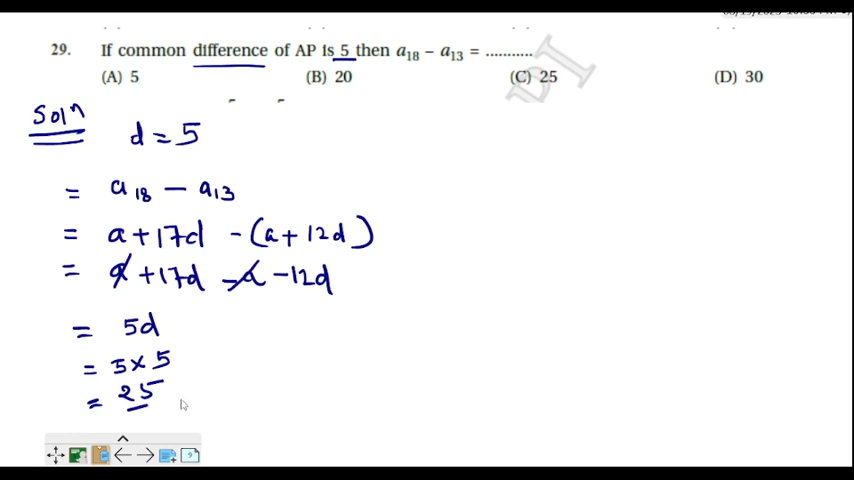 29. If common difference of AP is 5 then a₁₈ – a₁₃ = ...........
(A) 5 (B) 20 (C) 25 (D) 30
Solⁿ
d = 5
= a₁₈ – a₁₃
= a + 17d – (a + 12d)
= a + 17d – a – 12d
= 5d
= 5 × 5
= 25